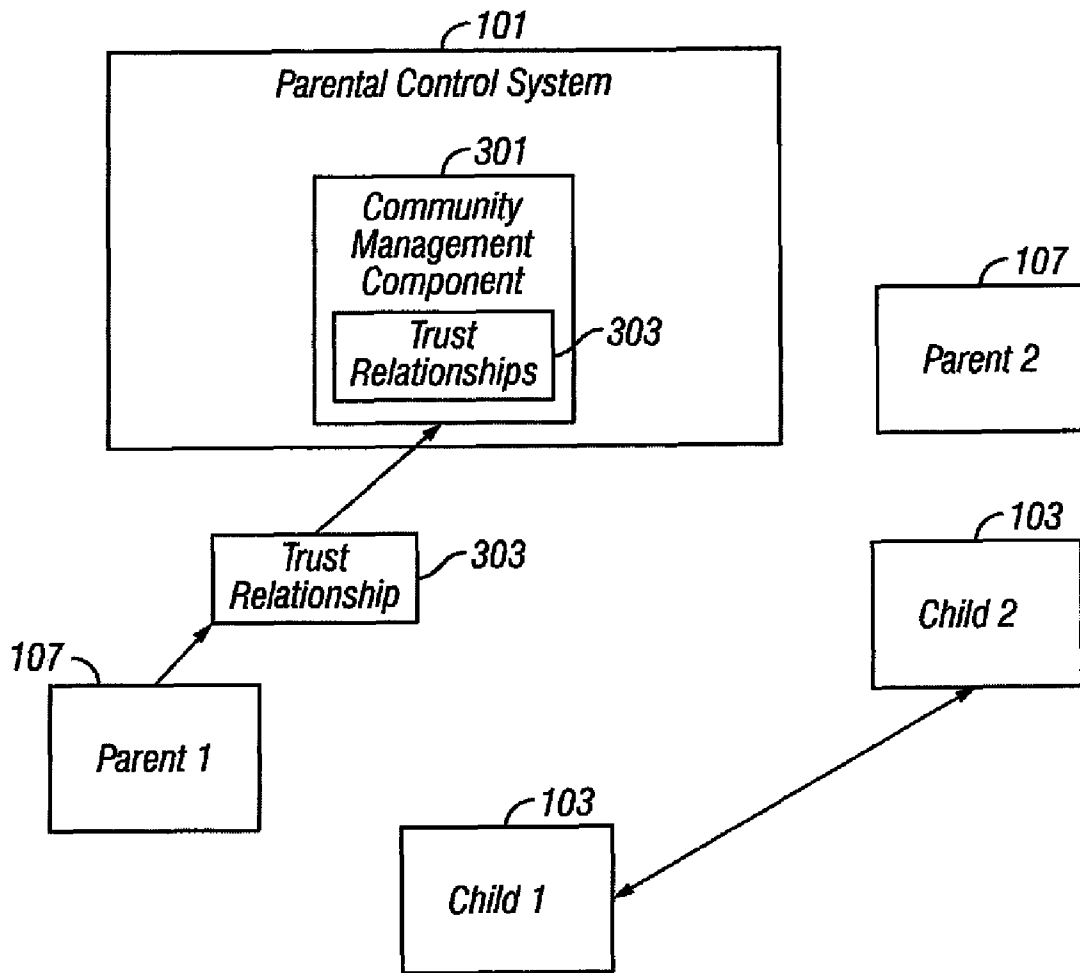 101
Parental Control System
301
Community
Management
Component
Trust
Relationships
303
107
Parent 2
103
Child 2
Trust
Relationship
303
107
Parent 1
103
Child 1